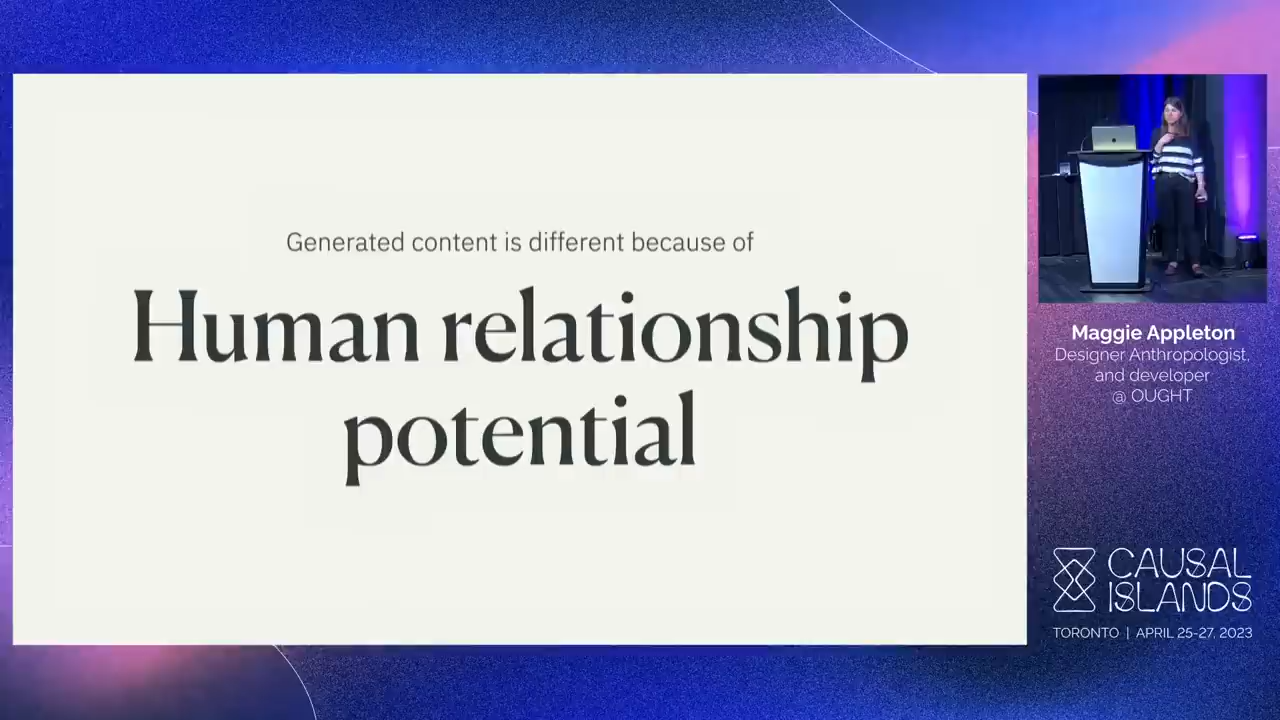 Generated content is different because of
Human relationship
potential
Maggie Appleton
Designer Anthropologist,
and developer
@ OUGHT
CAUSAL
ISLANDS
TORONTO | APRIL 25-27, 2023